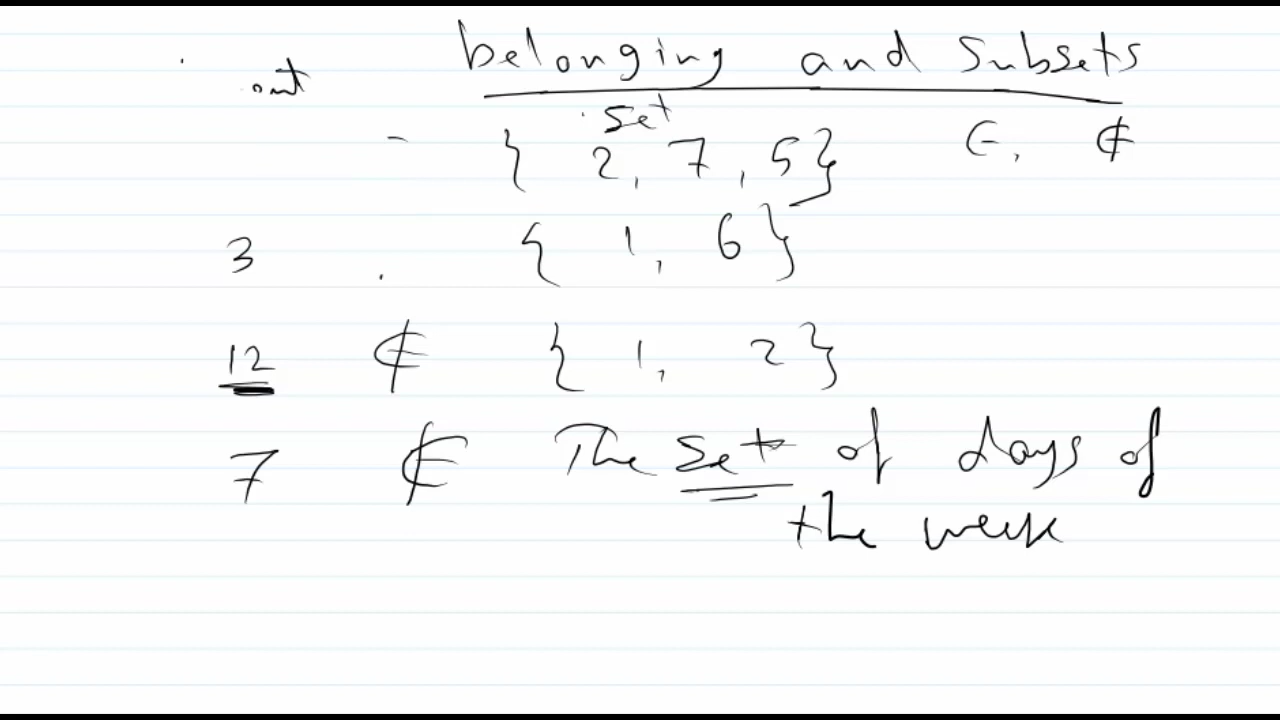 belonging and subsets
set
{ 2, 7, 5} ∈, ∉
3 { 1, 6}
12 ∉ { 1, 2}
7 ∉ The set of days of
the week